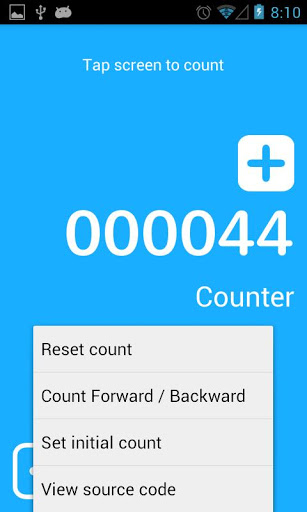 8:10
Tap screen to count
000044
Counter
Reset count
Count Forward / Backward
Set initial count
View source code